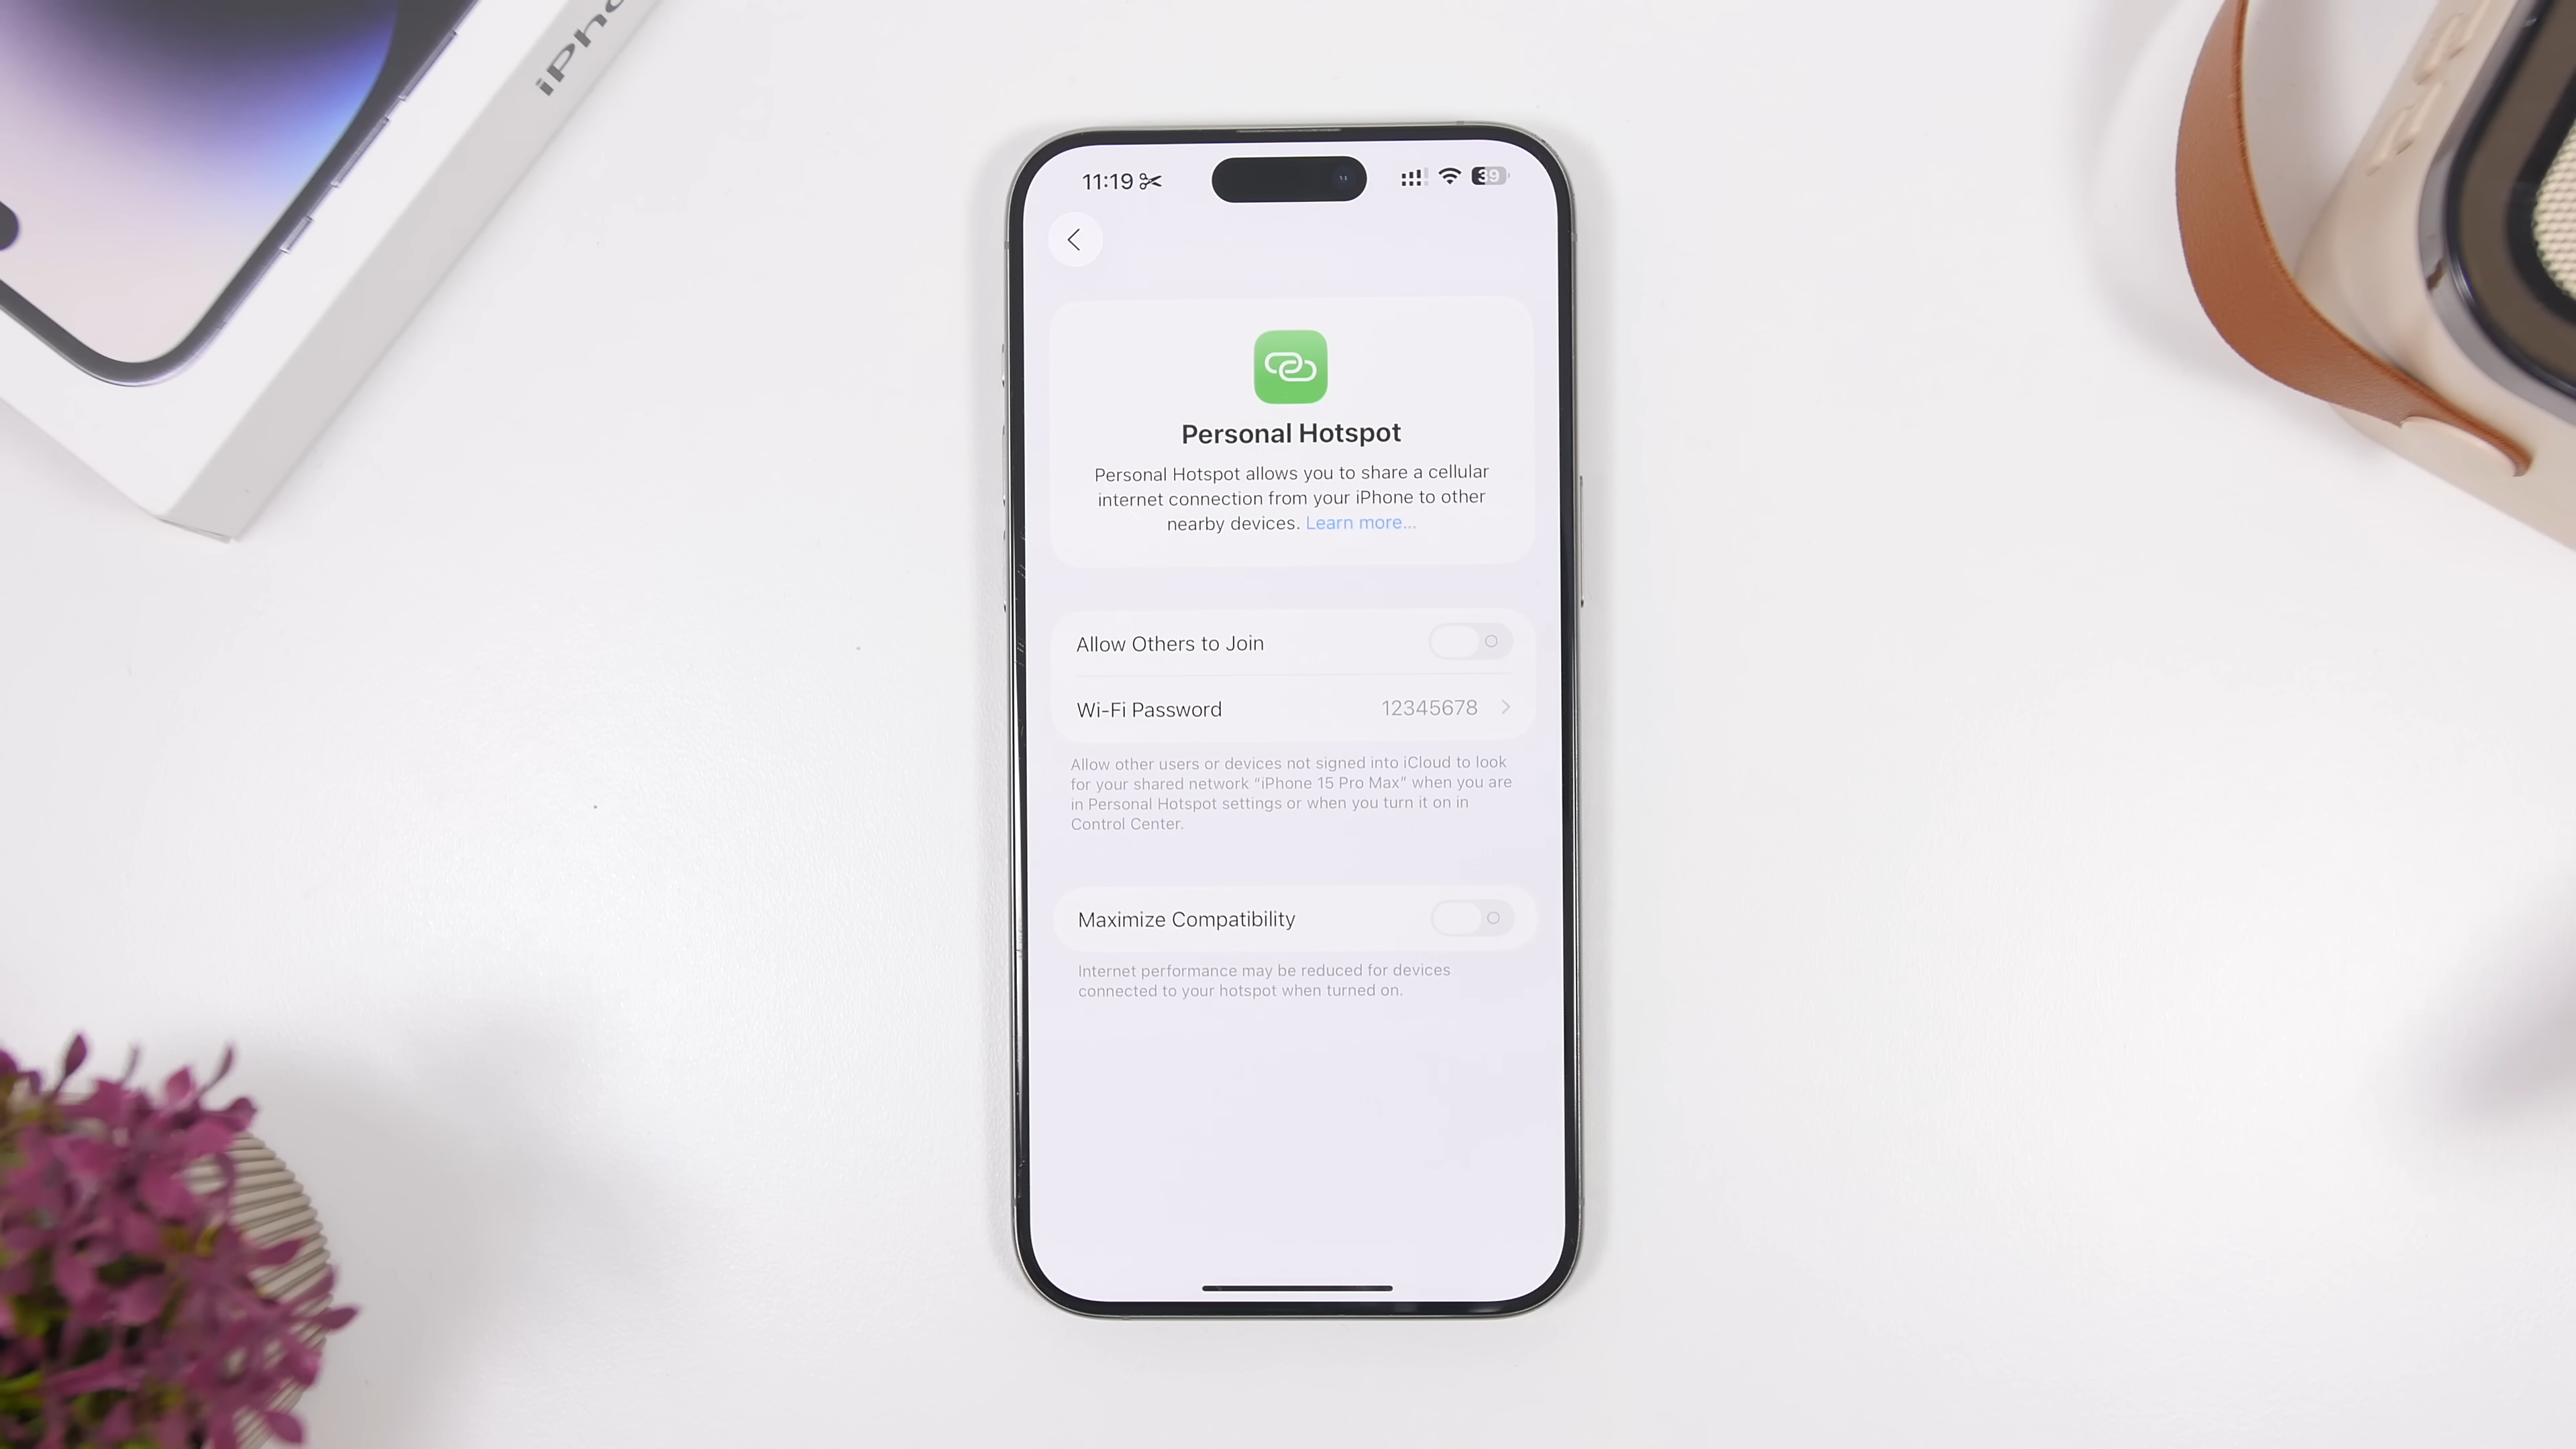 11:19
39
Personal Hotspot
Personal Hotspot allows you to share a cellular
internet connection from your iPhone to other
nearby devices. Learn more...
Allow Others to Join
Wi-Fi Password 12345678
Allow other users or devices not signed into iCloud to look
for your shared network “iPhone 15 Pro Max” when you are
in Personal Hotspot settings or when you turn it on in
Control Center.
Maximize Compatibility
Internet performance may be reduced for devices
connected to your hotspot when turned on.